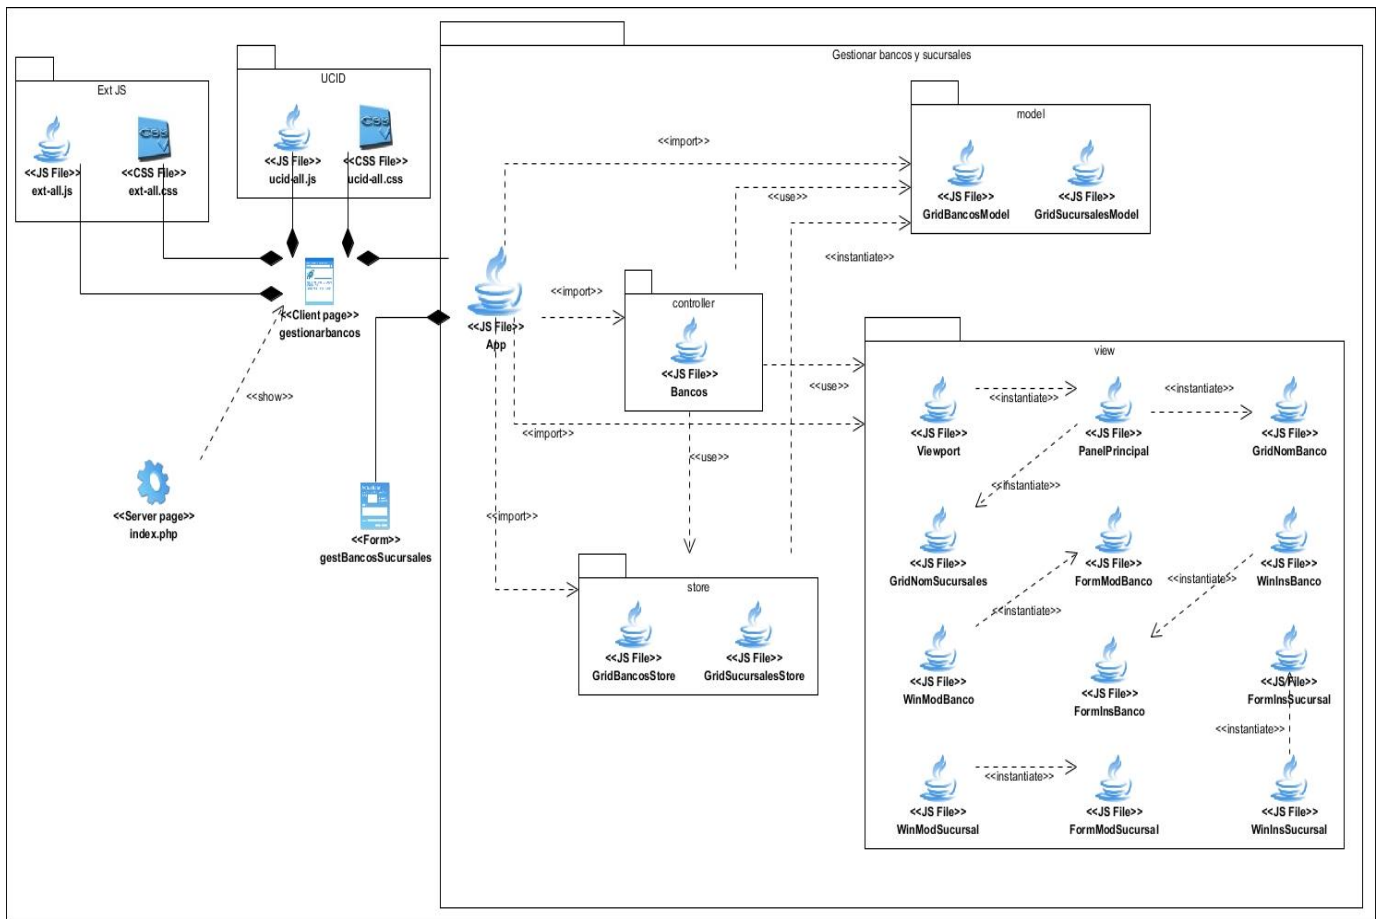 Gestionar bancos y sucursales
Ext JS
<<JS File>>
ext-all.js
CSS
<<CSS File>>
ext-all.css
UCID
<<JS File>>
ucid-all.js
CSS
<<CSS File>>
ucid-all.css
<<Client page>>
gestionarbancos
<<show>>
<<Server page>>
index.php
<<Form>>
gestBancosSucursales
<<JS File>>
App
<<import>>
<<import>>
<<import>>
<<import>>
<<use>>
<<instantiate>>
<<use>>
<<use>>
model
<<JS File>>
GridBancosModel
<<JS File>>
GridSucursalesModel
controller
<<JS File>>
Bancos
store
<<JS File>>
GridBancosStore
<<JS File>>
GridSucursalesStore
view
<<JS File>>
Viewport
<<instantiate>>
<<JS File>>
PanelPrincipal
<<instantiate>>
<<JS File>>
GridNomBanco
<<instantiate>>
<<JS File>>
GridNomSucursales
<<JS File>>
FormModBanco
<<instantiate>>
<<JS File>>
WinInsBanco
<<instantiate>>
<<JS File>>
WinModBanco
<<JS File>>
FormInsBanco
<<JS File>>
FormInsSucursal
<<instantiate>>
<<JS File>>
WinModSucursal
<<instantiate>>
<<JS File>>
FormModSucursal
<<JS File>>
WinInsSucursal